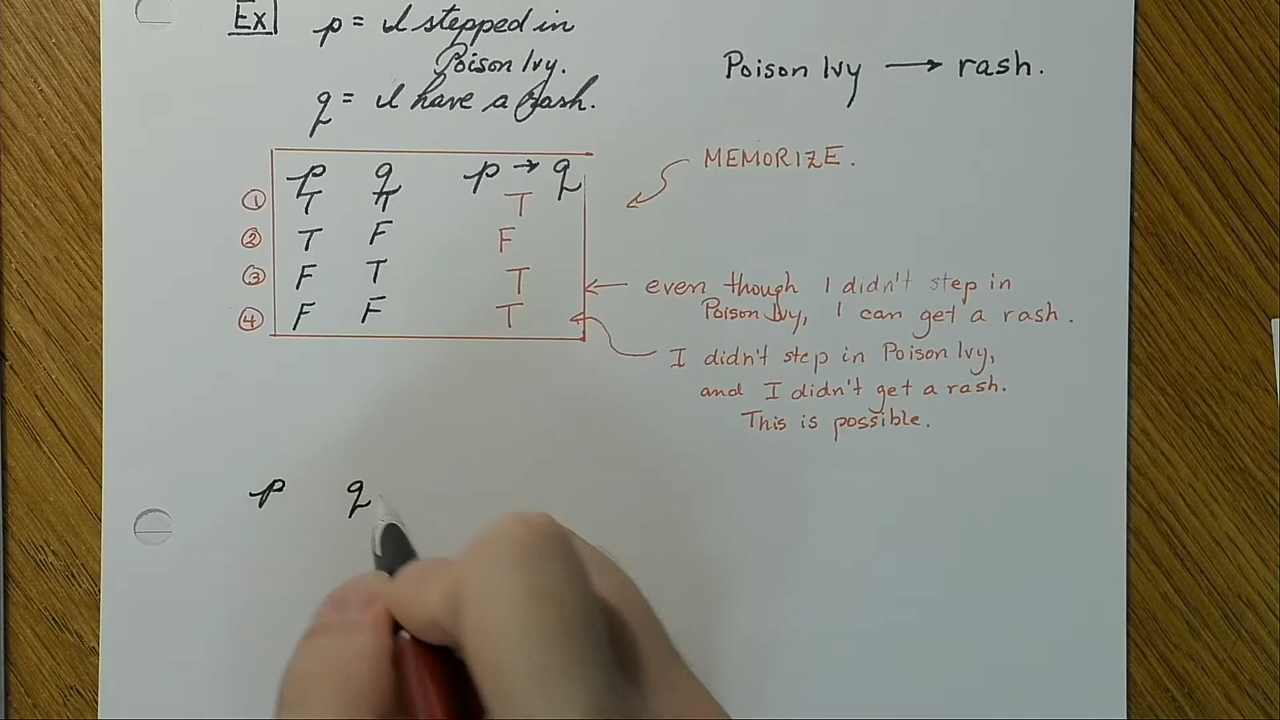 Ex p = I stepped in
Poison Ivy.
q = I have a rash.
Poison Ivy → rash.
MEMORIZE.
p q p → q
① T T T
② T F F
③ F T T
④ F F T
even though I didn't step in
Poison Ivy, I can get a rash.
I didn't step in Poison Ivy,
and I didn't get a rash.
This is possible.
p q